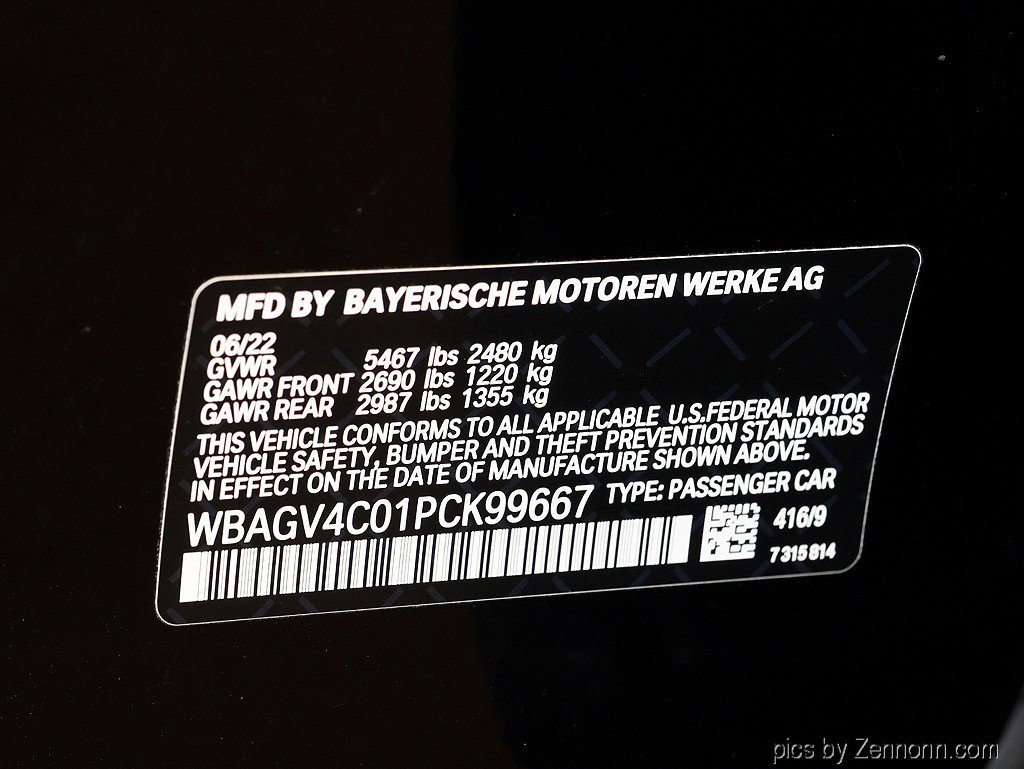 MFD BY BAYERISCHE MOTOREN WERKE AG
06/22
GVWR 5467 lbs 2480 kg
GAWR FRONT 2690 lbs 1220 kg
GAWR REAR 2987 lbs 1355 kg
THIS VEHICLE CONFORMS TO ALL APPLICABLE U.S.FEDERAL MOTOR
VEHICLE SAFETY, BUMPER AND THEFT PREVENTION STANDARDS
IN EFFECT ON THE DATE OF MANUFACTURE SHOWN ABOVE.
WBAGV4C01PCK99667 TYPE: PASSENGER CAR
416/9
7315814
pics by Zennonn.com